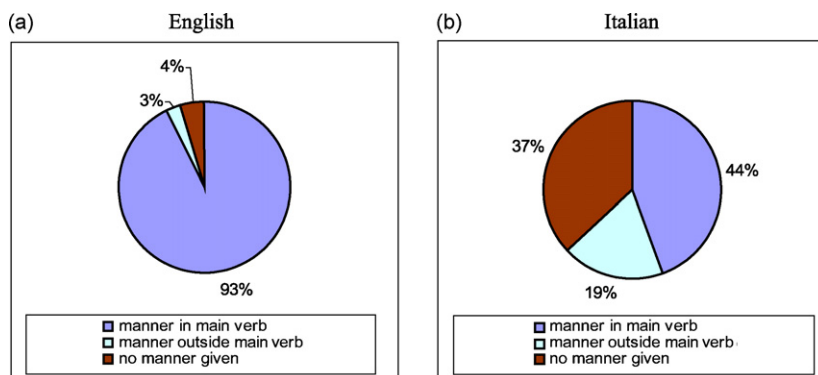 (a) English
4%
3%
93%
manner in main verb
manner outside main verb
no manner given
(b) Italian
37%
44%
19%
manner in main verb
manner outside main verb
no manner given